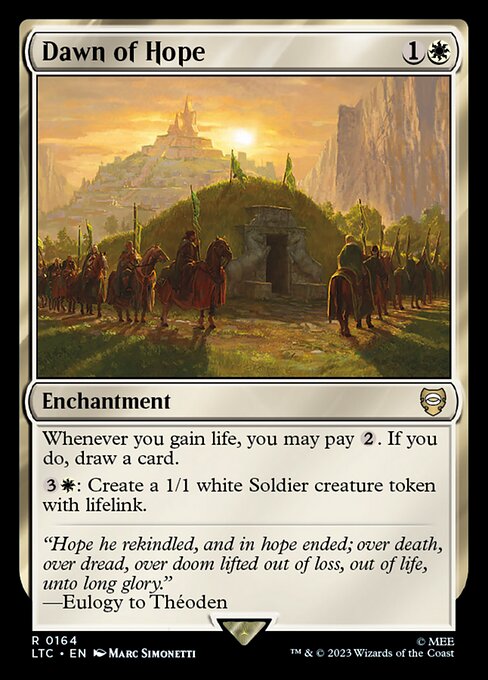 Dawn of Hope 1
Enchantment
Whenever you gain life, you may pay 2. If you
do, draw a card.
3: Create a 1/1 white Soldier creature token
with lifelink.
“Hope he rekindled, and in hope ended; over death,
over dread, over doom lifted out of loss, out of life,
unto long glory.”
—Eulogy to Théoden
R 0164
LTC • EN Marc Simonetti
© MEE
™ & © 2023 Wizards of the Coast